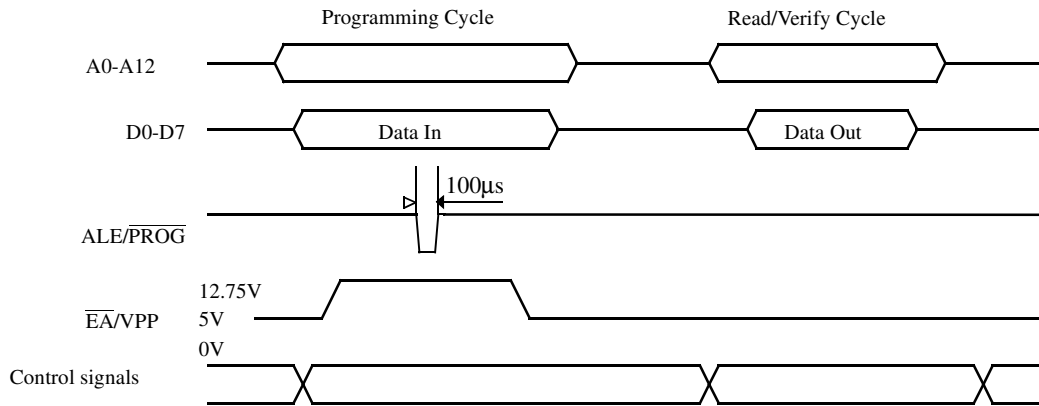 Programming Cycle Read/Verify Cycle
A0-A12
D0-D7 Data In Data Out
100μs
ALE/PROG
12.75V
EA/VPP 5V
0V
Control signals